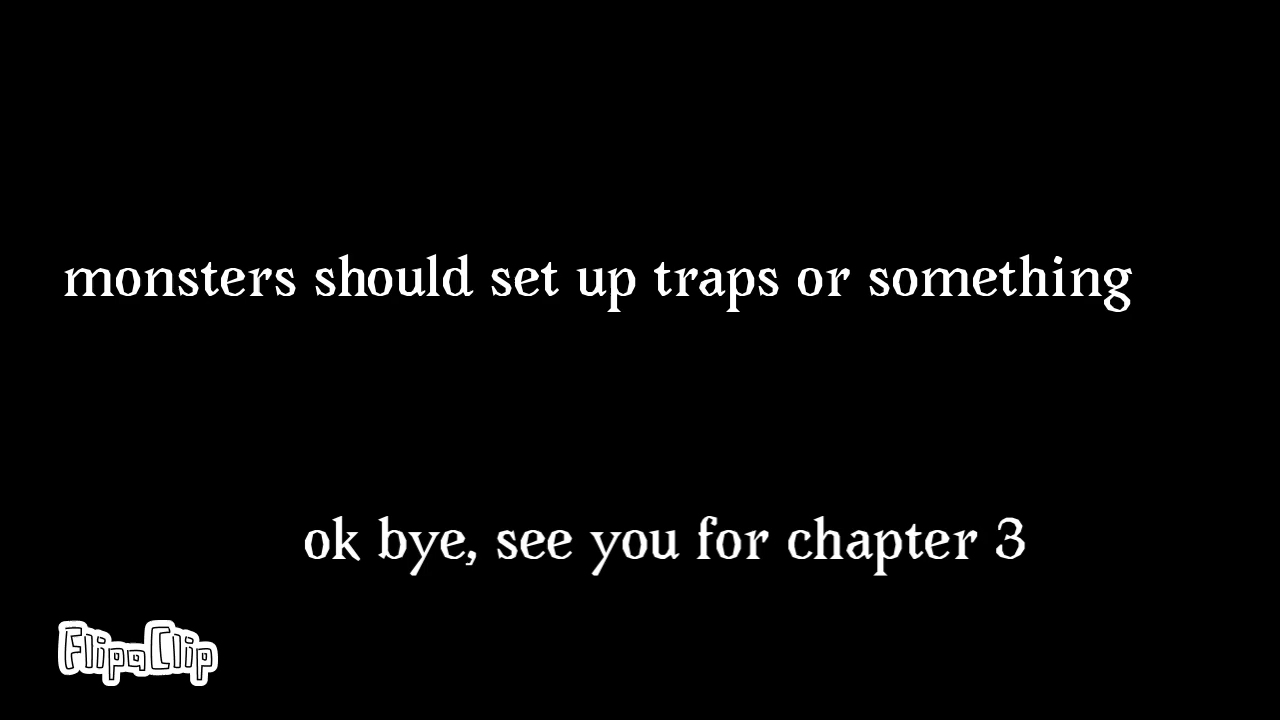 monsters should set up traps or something
ok bye, see you for chapter 3
FlipaClip